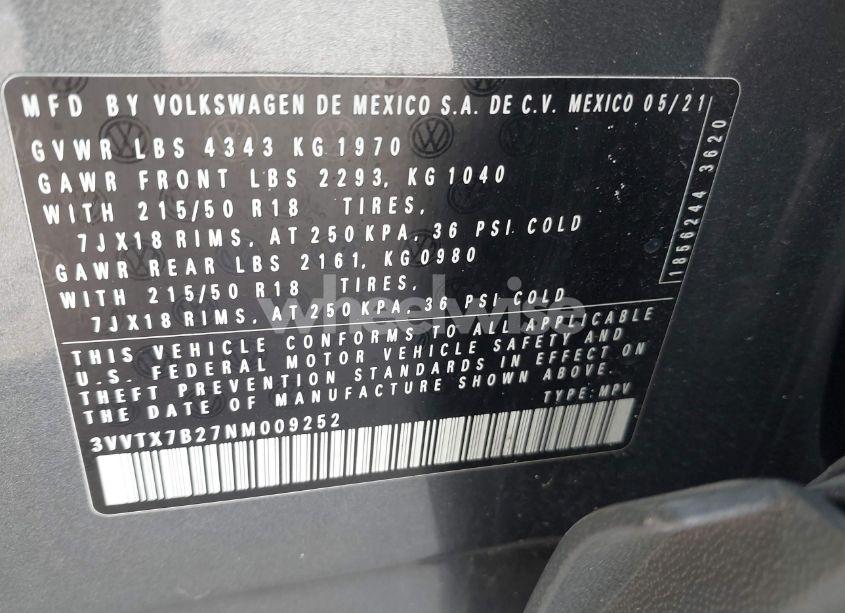 MFD BY VOLKSWAGEN DE MEXICO S.A. DE C.V. MEXICO 05/21
GVWR LBS 4343 KG 1970
GAWR FRONT LBS 2293, KG 1040
WITH 215/50 R18 TIRES,
7JX18 RIMS, AT 250 KPA, 36 PSI COLD
GAWR REAR LBS 2161, KG 0980
WITH 215/50 R18 TIRES,
7JX18 RIMS, AT 250 KPA, 36 PSI COLD
THIS VEHICLE CONFORMS TO ALL APPLICABLE
U.S. FEDERAL MOTOR VEHICLE SAFETY AND
THEFT PREVENTION STANDARDS IN EFFECT ON
THE DATE OF MANUFACTURE SHOWN ABOVE.
TYPE: MPV
3VVTX7B27NM009252
1856244 3620
wheelwise